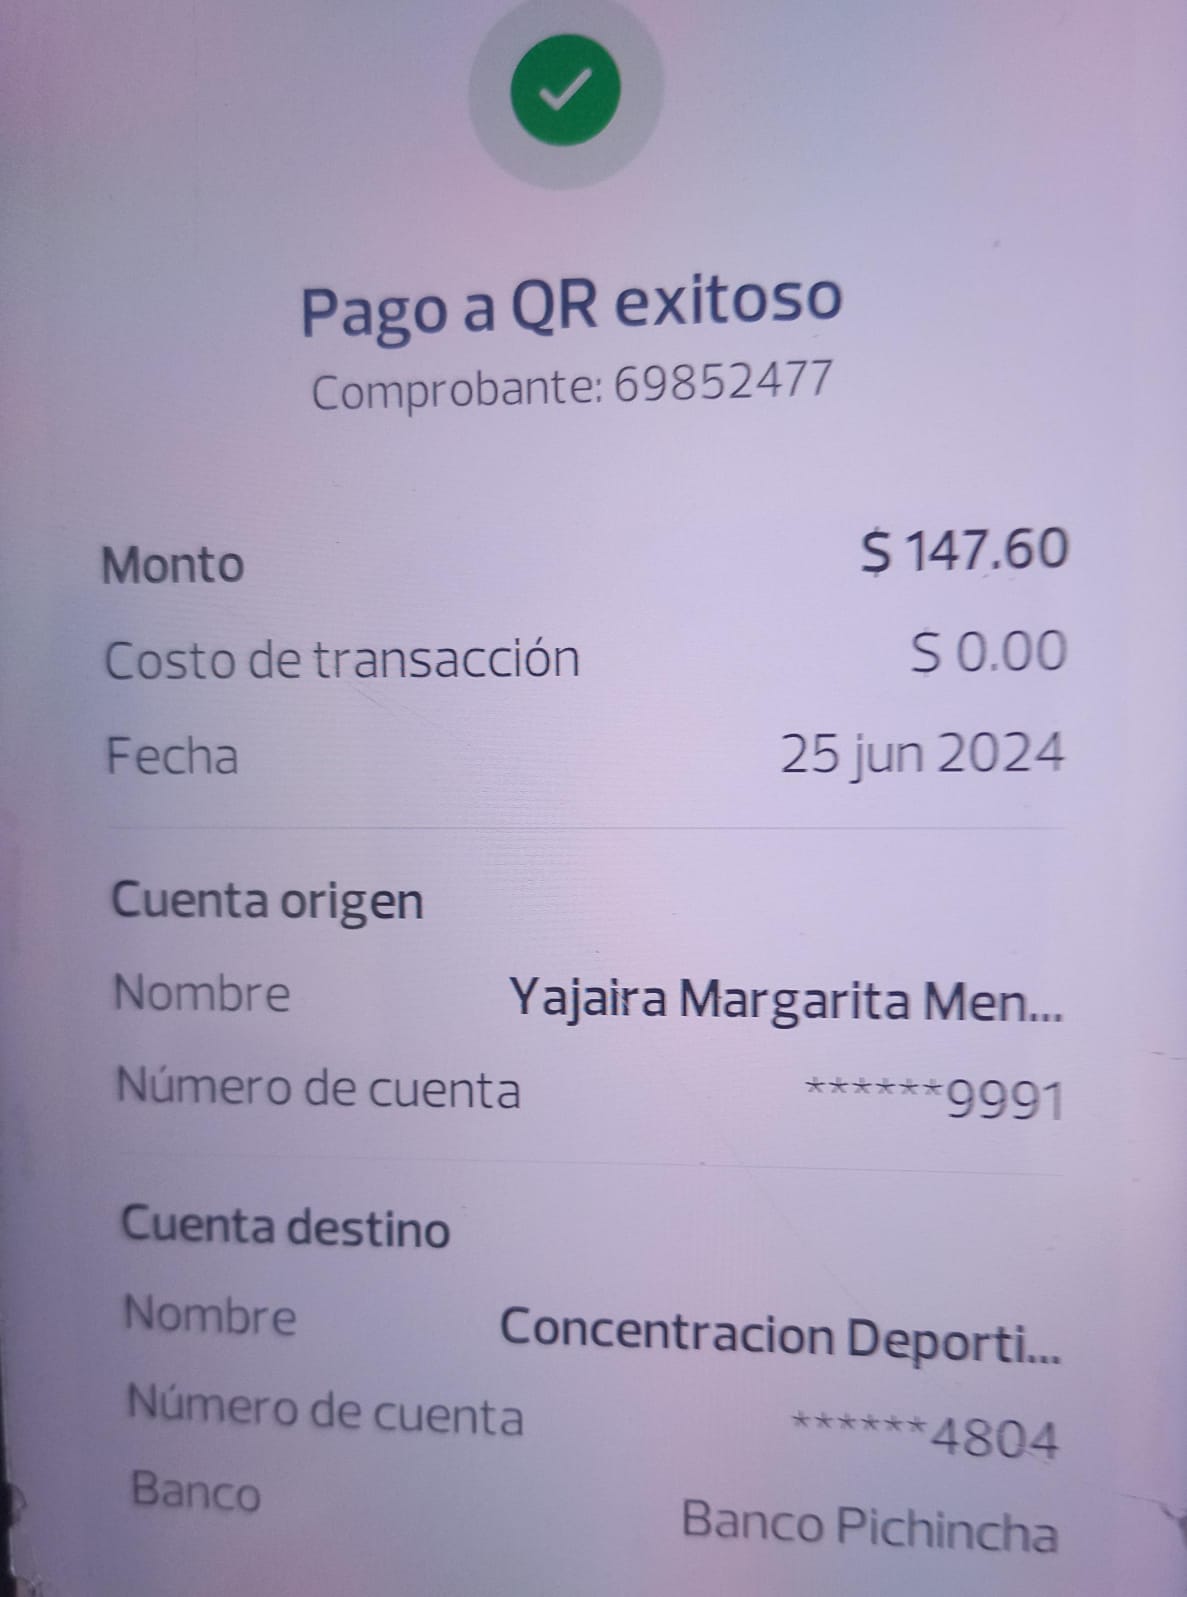 Pago a QR exitoso
Comprobante: 69852477
Monto $ 147.60
Costo de transacción $ 0.00
Fecha 25 jun 2024
Cuenta origen
Nombre Yajaira Margarita Men...
Número de cuenta ******9991
Cuenta destino
Nombre Concentracion Deporti...
Número de cuenta ******4804
Banco Banco Pichincha